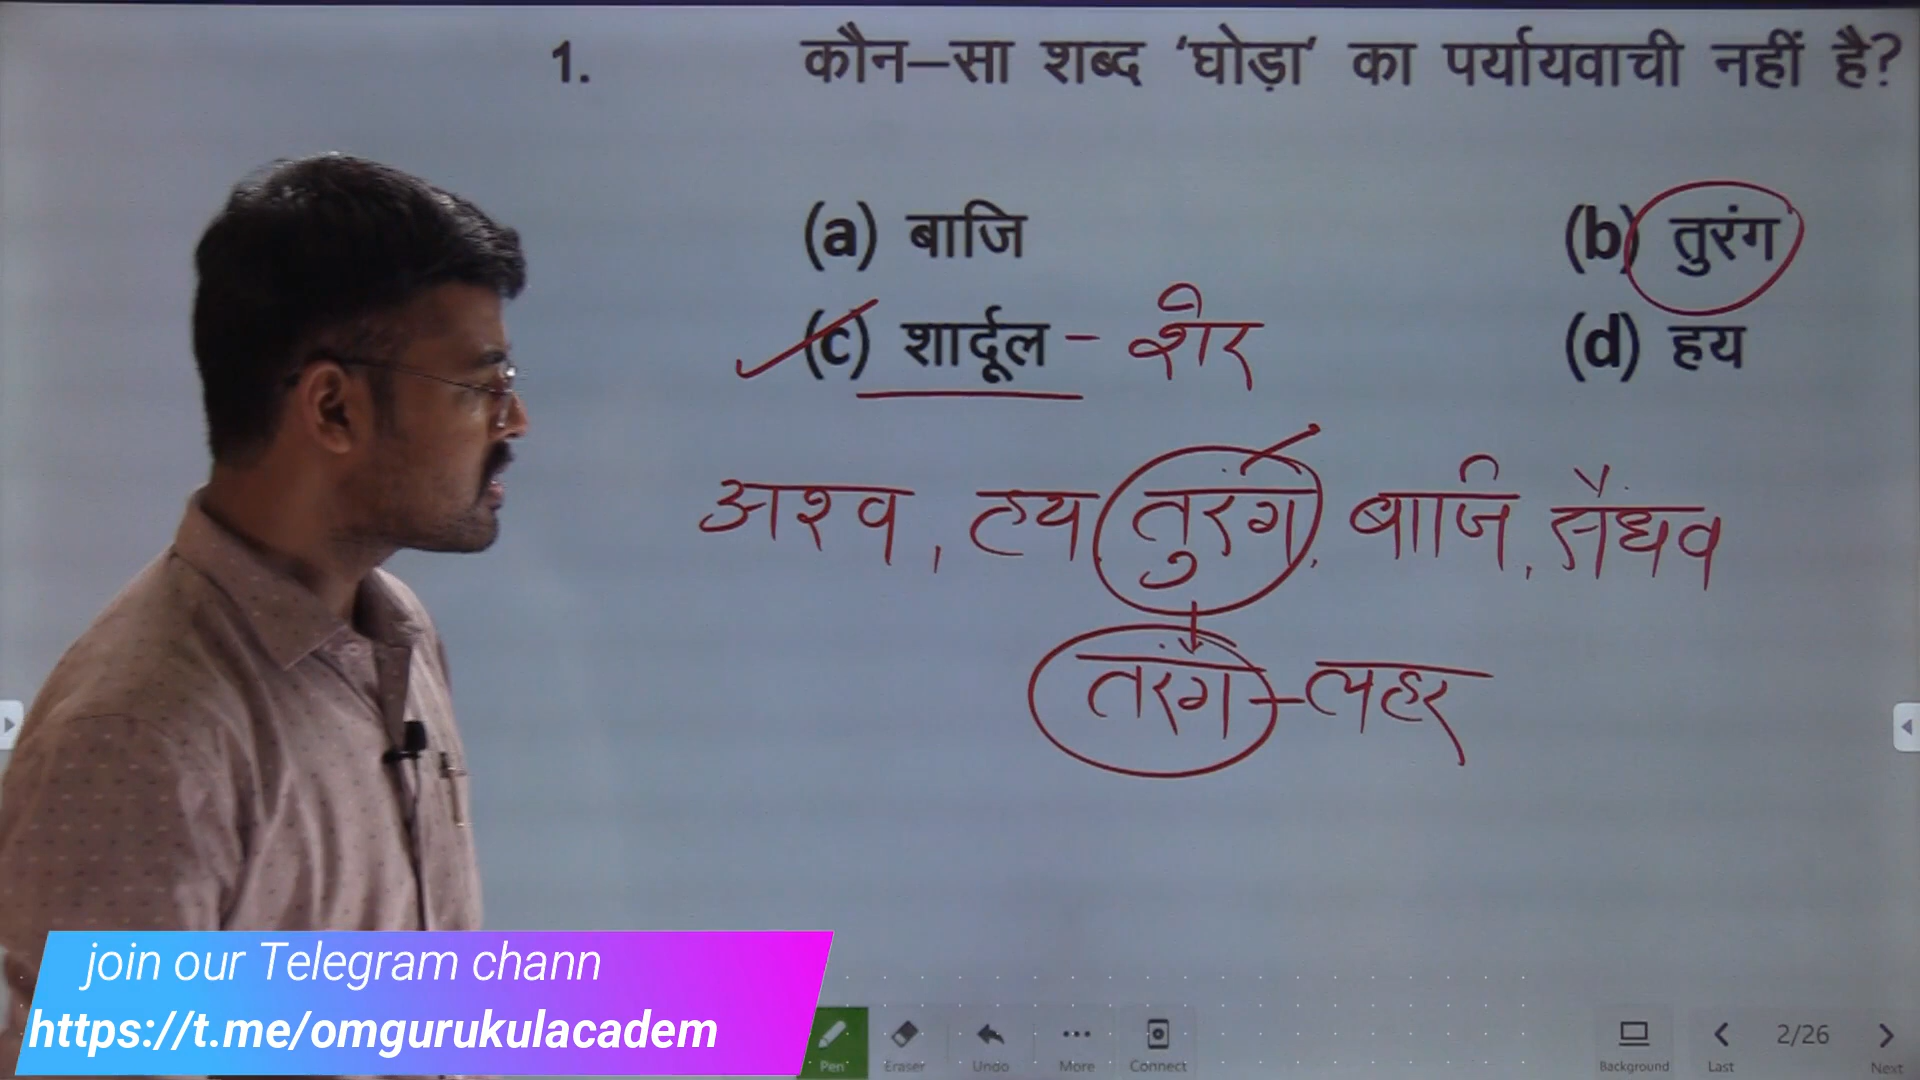 1. कौन–सा शब्द ‘घोड़ा’ का पर्यायवाची नहीं है?
(a) बाजि (b) तुरंग
(c) शार्दूल – शेर (d) हय
अश्व, हय, तुरंग, बाजि, सैंधव
तरंग – लहर
join our Telegram chann
https://t.me/omgurukulacadem
Pen Eraser Undo More Connect Background Last 2/26 Next